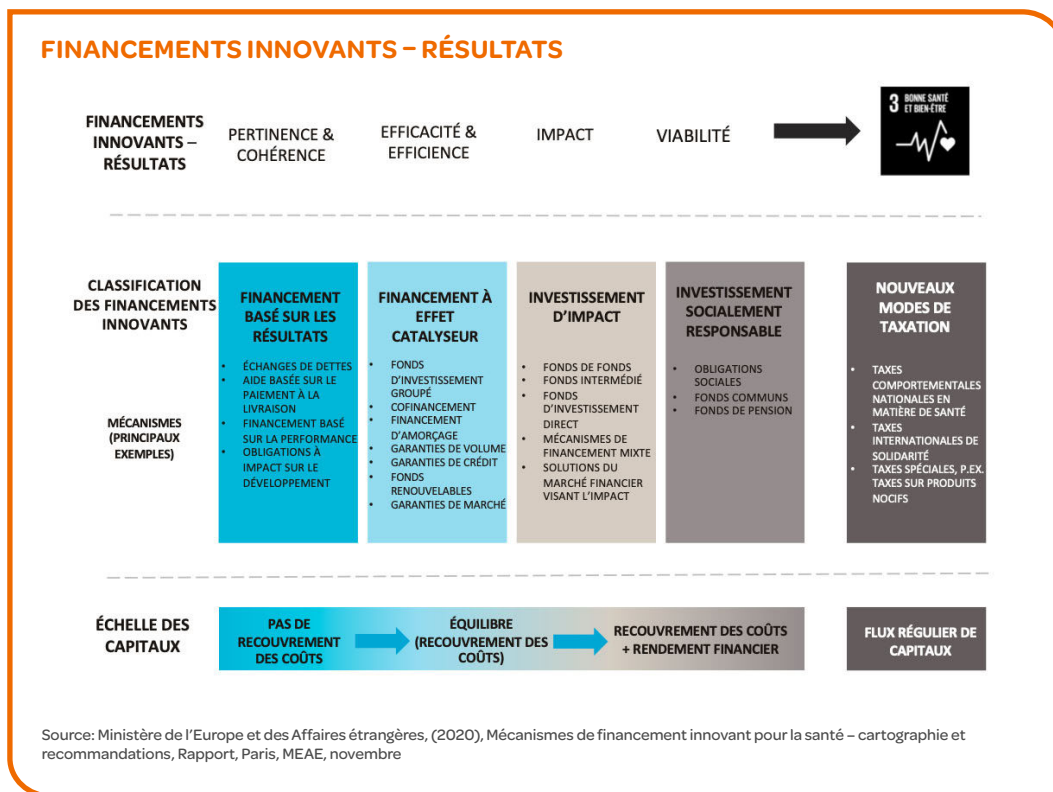 FINANCEMENTS INNOVANTS – RÉSULTATS
FINANCEMENTS
INNOVANTS –
RÉSULTATS
PERTINENCE &
COHÉRENCE
EFFICACITÉ &
EFFICIENCE
IMPACT
VIABILITÉ
3 BONNE SANTÉ
ET BIEN-ÊTRE
CLASSIFICATION
DES FINANCEMENTS
INNOVANTS
MÉCANISMES
(PRINCIPAUX
EXEMPLES)
FINANCEMENT
BASÉ SUR LES
RÉSULTATS
• ÉCHANGES DE DETTES
• AIDE BASÉE SUR LE
PAIEMENT À LA
LIVRAISON
• FINANCEMENT BASÉ
SUR LA PERFORMANCE
• OBLIGATIONS À
IMPACT SUR LE
DÉVELOPPEMENT
FINANCEMENT À
EFFET
CATALYSEUR
• FONDS
D'INVESTISSEMENT
GROUPÉ
• COFINANCEMENT
• FINANCEMENT
D'AMORÇAGE
• GARANTIES DE VOLUME
• GARANTIES DE CRÉDIT
• FONDS
RENOUVELABLES
• GARANTIES DE MARCHÉ
INVESTISSEMENT
D'IMPACT
• FONDS DE FONDS
• FONDS INTERMÉDIÉ
• FONDS
D'INVESTISSEMENT
DIRECT
• MÉCANISMES DE
FINANCEMENT MIXTE
• SOLUTIONS DU
MARCHÉ FINANCIER
VISANT L'IMPACT
INVESTISSEMENT
SOCIALEMENT
RESPONSABLE
• OBLIGATIONS
SOCIALES
• FONDS COMMUNS
• FONDS DE PENSION
NOUVEAUX
MODES DE
TAXATION
• TAXES
COMPORTEMENTALES
NATIONALES EN
MATIÈRE DE SANTÉ
• TAXES
INTERNATIONALES DE
SOLIDARITÉ
• TAXES SPÉCIALES, P.EX.
TAXES SUR PRODUITS
NOCIFS
ÉCHELLE DES
CAPITAUX
PAS DE
RECOUVREMENT
DES COÛTS
ÉQUILIBRE
(RECOUVREMENT DES
COÛTS)
RECOUVREMENT DES COÛTS
+ RENDEMENT FINANCIER
FLUX RÉGULIER DE
CAPITAUX
Source: Ministère de l'Europe et des Affaires étrangères, (2020), Mécanismes de financement innovant pour la santé – cartographie et
recommandations, Rapport, Paris, MEAE, novembre